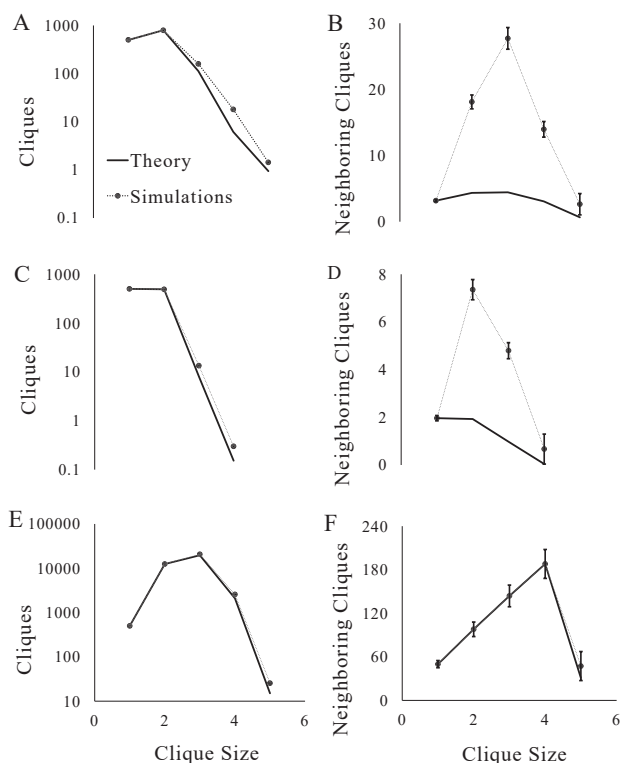 A
1000
100
10
1
0.1
Cliques
Theory
Simulations
B
30
20
10
0
Neighboring Cliques
C
1000
100
10
1
0.1
Cliques
D
8
6
4
2
0
Neighboring Cliques
E
100000
10000
1000
100
10
Cliques
0 2 4 6
Clique Size
F
240
180
120
60
0
Neighboring Cliques
0 2 4 6
Clique Size